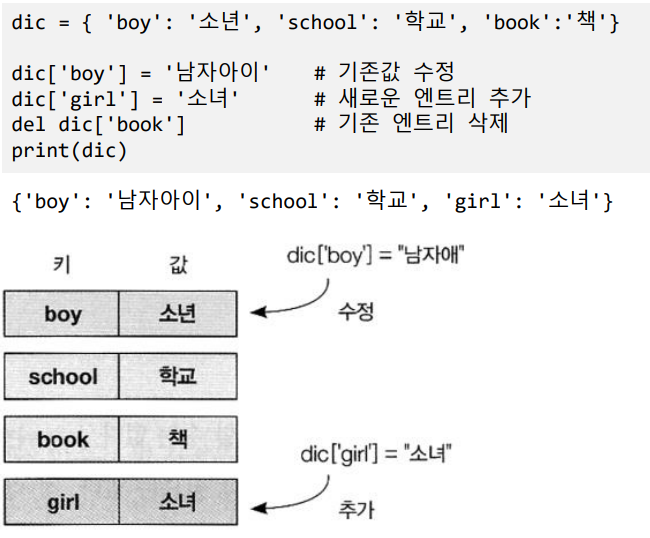 dic = { 'boy': '소년', 'school': '학교', 'book':'책'}
dic['boy'] = '남자아이' # 기존값 수정
dic['girl'] = '소녀' # 새로운 엔트리 추가
del dic['book'] # 기존 엔트리 삭제
print(dic)
{'boy': '남자아이', 'school': '학교', 'girl': '소녀'}
키 값 dic['boy'] = "남자애"
boy 소년 수정
school 학교
book 책
dic['girl'] = "소녀"
girl 소녀 추가